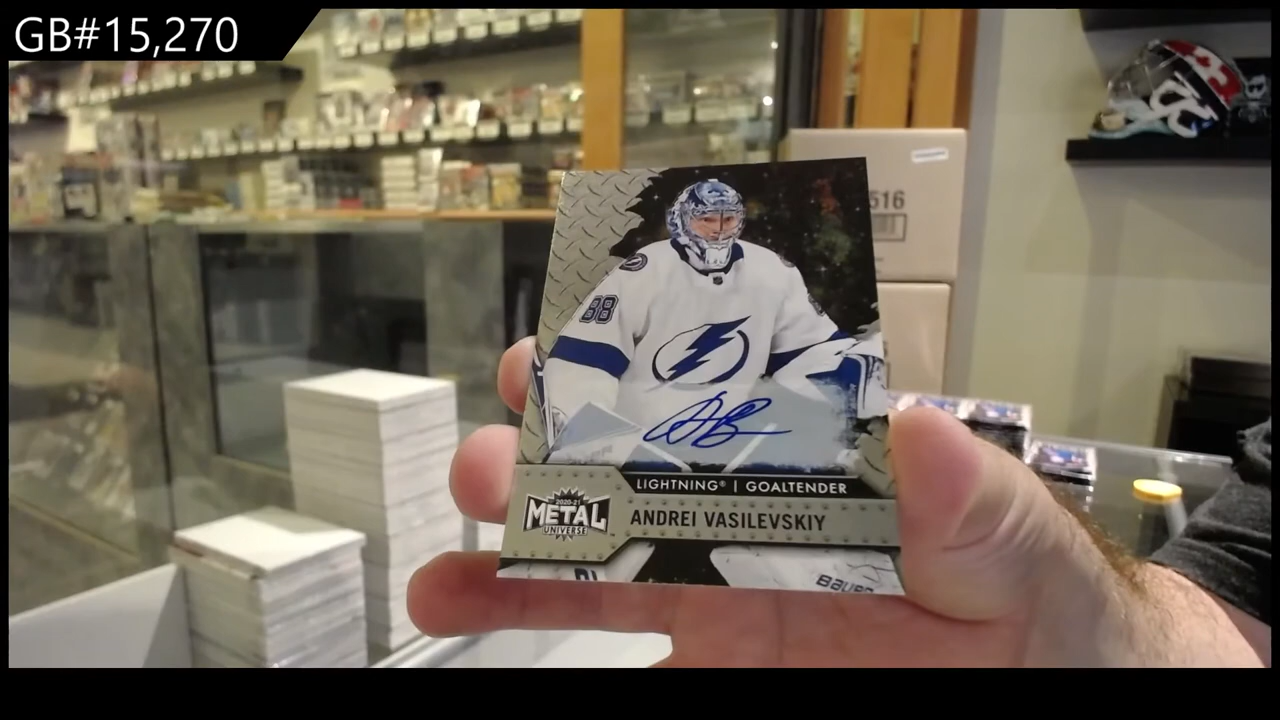 GB#15,270
516
88
LIGHTNING® | GOALTENDER
2020-21
METAL
UNIVERSE
ANDREI VASILEVSKIY
BAUER